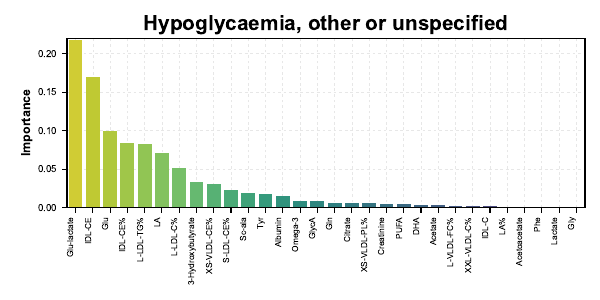 Hypoglycaemia, other or unspecified
Importance
0.20
0.15
0.10
0.05
0.00
Glu-lactate
IDL-CE
Glu
IDL-CE%
L-LDL-TG%
LA
L-LDL-C%
3-Hydroxybutyrate
XS-VLDL-CE%
S-LDL-CE%
Sc-ala
Tyr
Albumin
Omega-3
GlycA
Gln
Citrate
XS-VLDL-PL%
Creatinine
PUFA
DHA
Acetate
L-VLDL-FC%
XXL-VLDL-C%
IDL-C
LA%
Acetoacetate
Phe
Lactate
Gly